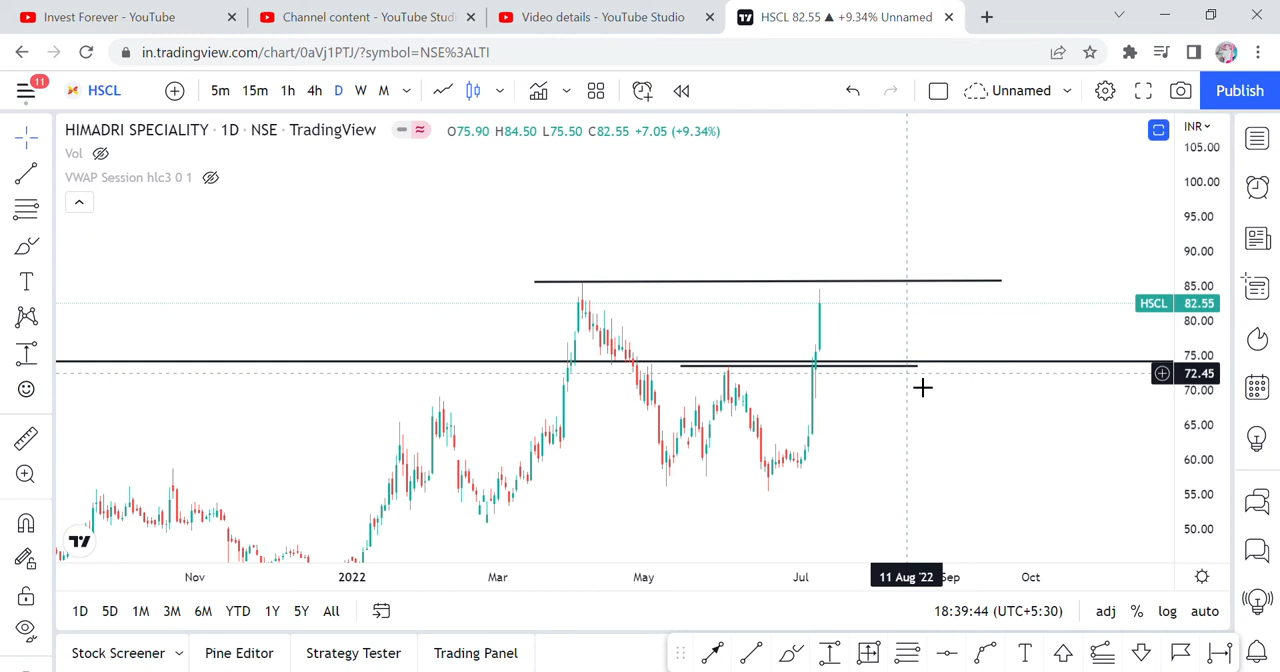 Invest Forever - YouTube
Channel content - YouTube Studi
Video details - YouTube Studio
HSCL 82.55 ▲ +9.34% Unnamed
in.tradingview.com/chart/0aVj1PTJ/?symbol=NSE%3ALTI
11
HSCL
5m 15m 1h 4h D W M
Unnamed
Publish
HIMADRI SPECIALITY · 1D · NSE · TradingView
O75.90 H84.50 L75.50 C82.55 +7.05 (+9.34%)
INR
Vol
VWAP Session hlc3 0 1
105.00
100.00
95.00
90.00
85.00
HSCL 82.55
80.00
75.00
72.45
70.00
65.00
60.00
55.00
50.00
Nov 2022 Mar May Jul 11 Aug '22 Sep Oct
1D 5D 1M 3M 6M YTD 1Y 5Y All
18:39:44 (UTC+5:30) adj % log auto
Stock Screener Pine Editor Strategy Tester Trading Panel